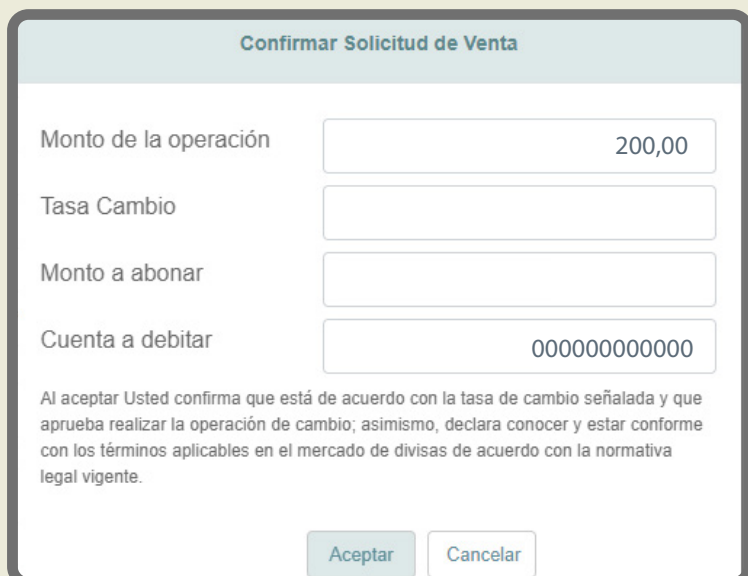 Confirmar Solicitud de Venta
Monto de la operación 200,00
Tasa Cambio
Monto a abonar
Cuenta a debitar 000000000000
Al aceptar Usted confirma que está de acuerdo con la tasa de cambio señalada y que
aprueba realizar la operación de cambio; asimismo, declara conocer y estar conforme
con los términos aplicables en el mercado de divisas de acuerdo con la normativa
legal vigente.
Aceptar Cancelar